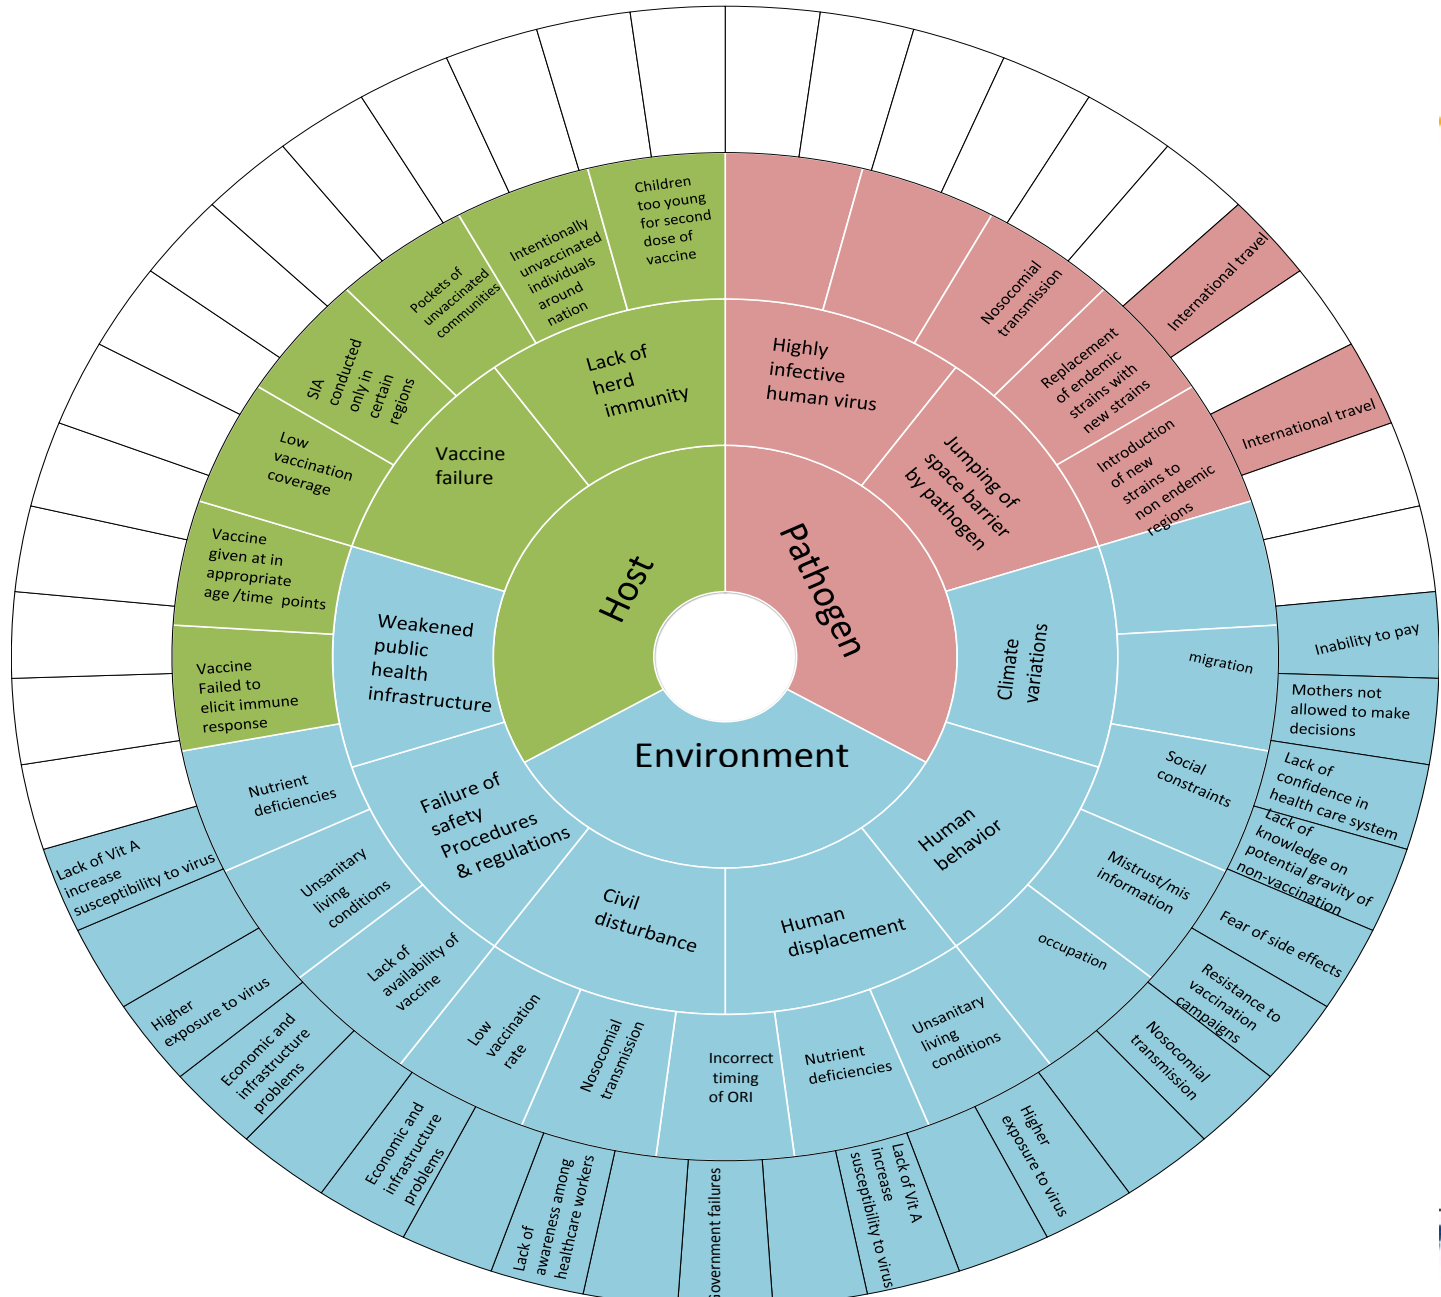 Host
Pathogen
Environment
Lack of
herd
immunity
Highly
infective
human virus
Jumping of
space barrier
by pathogen
Climate
variations
Human
behavior
Human
displacement
Civil
disturbance
Failure of
safety
Procedures
& regulations
Weakened
public
health
infrastructure
Vaccine
failure
Children
too young
for second
dose of
vaccine
Nosocomial
transmission
Replacement
of endemic
strains with
new strains
Introduction
of new
strains to
non endemic
regions
migration
Social
constraints
Mistrust/mis
information
occupation
Unsanitary
living
conditions
Nutrient
deficiencies
Incorrect
timing
of ORI
Nosocomial
transmission
Low
vaccination
rate
Lack of
availability of
vaccine
Unsanitary
living
conditions
Nutrient
deficiencies
Vaccine
Failed to
elicit immune
response
Vaccine
given at in
appropriate
age /time points
Low
vaccination
coverage
SIA
conducted
only in
certain
regions
Pockets of
unvaccinated
communities
Intentionally
unvaccinated
individuals
around
nation
International travel
International travel
Inability to pay
Mothers not
allowed to make
decisions
Lack of
confidence in
health care system
Lack of
knowledge on
potential gravity of
non-vaccination
Fear of side effects
Resistance to
vaccination
campaigns
Nosocomial
transmission
Higher
exposure to virus
Lack of Vit A
increase
susceptibility to virus
Government failures
Lack of
awareness among
healthcare workers
Economic and
infrastructure
problems
Economic and
infrastructure
problems
Higher
exposure to virus
Lack of Vit A
increase
susceptibility to virus